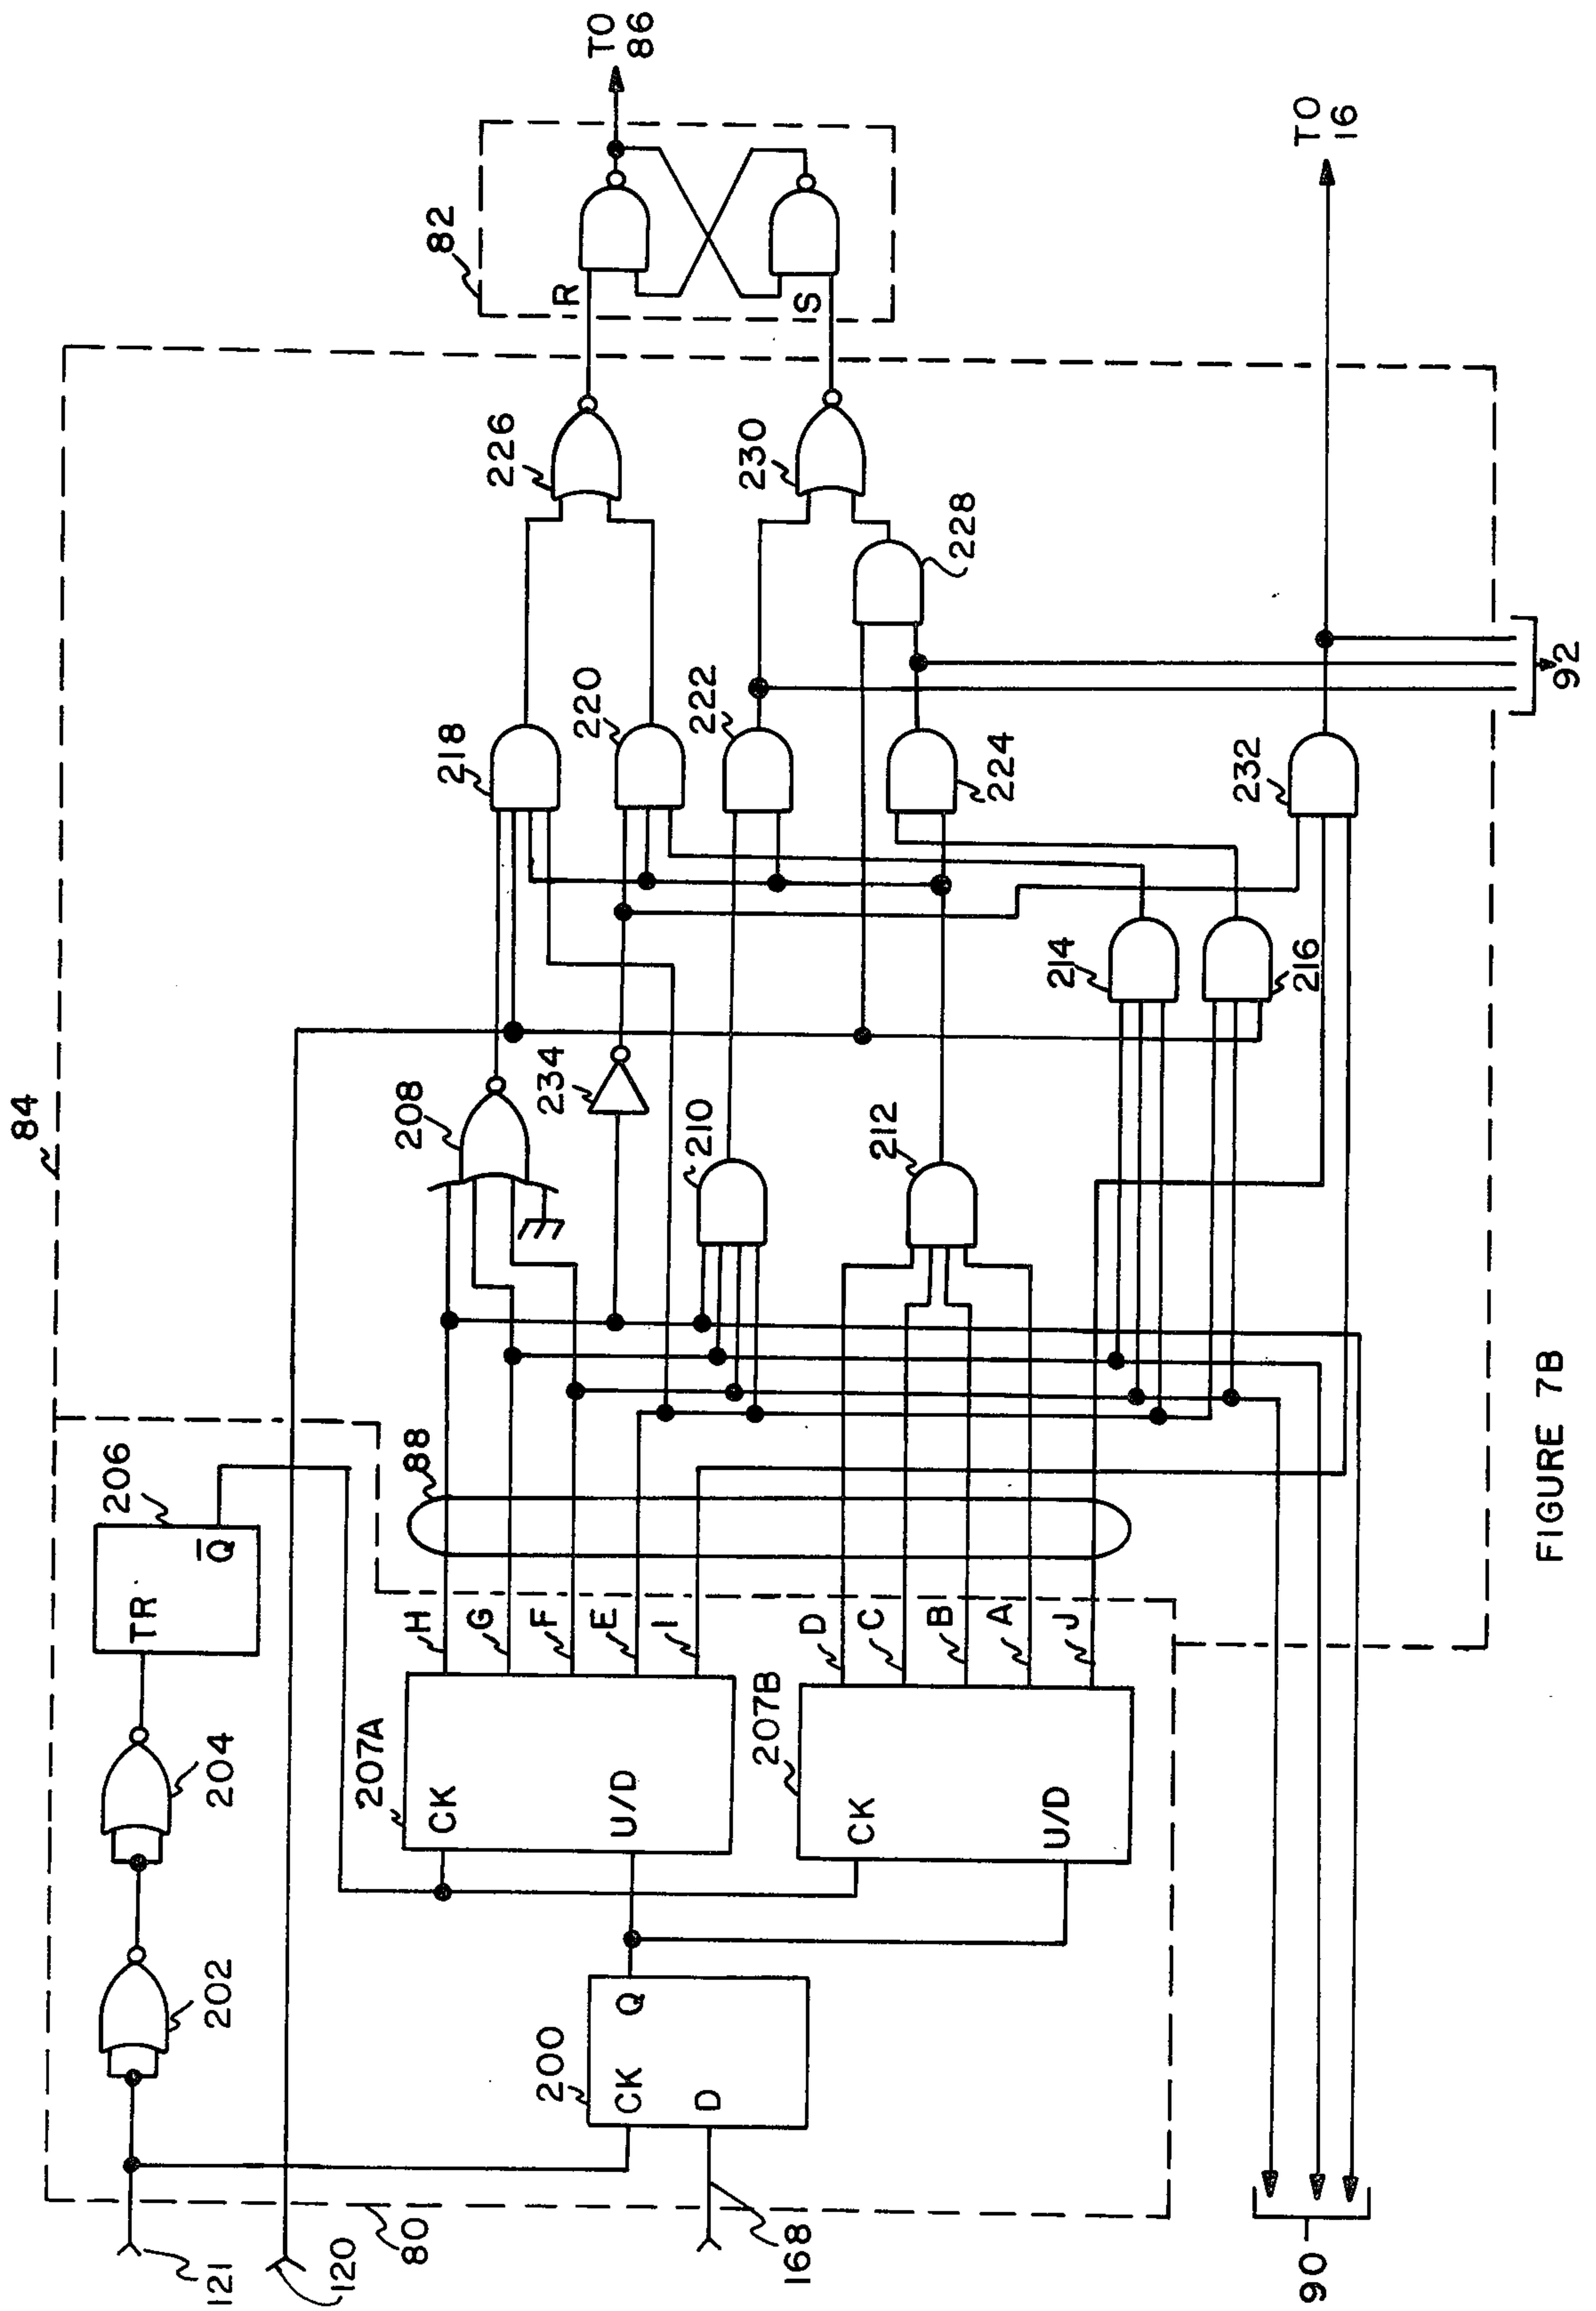 84
TO
86
82
R
S
226
230
228
218
220
222
224
232
TO
16
92
208
234
210
212
214
216
206
TR
Q̅
88
204
202
207A
CK
U/D
H
G
F
E
I
207B
CK
U/D
D
C
B
A
J
200
CK
Q
D
121
120
80
168
90
FIGURE 7B